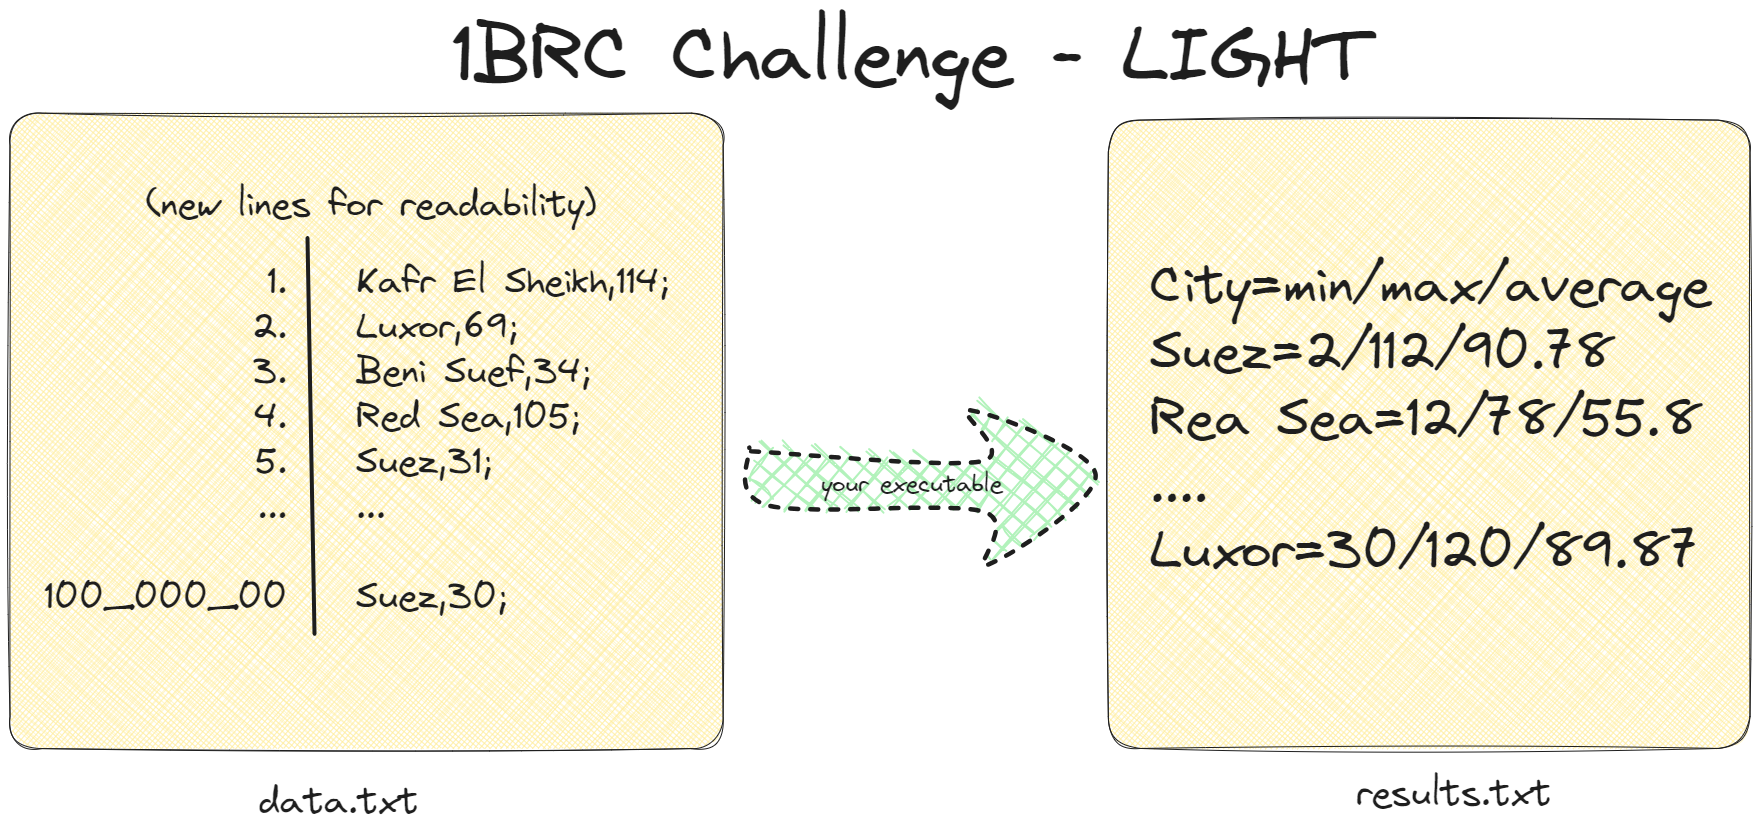 1BRC Challenge - LIGHT
(new lines for readability)
1. Kafr El Sheikh,114;
2. Luxor,69;
3. Beni Suef,34;
4. Red Sea,105;
5. Suez,31;
... ...
100_000_00 Suez,30;
data.txt
your executable
City=min/max/average
Suez=2/112/90.78
Rea Sea=12/78/55.8
....
Luxor=30/120/89.87
results.txt